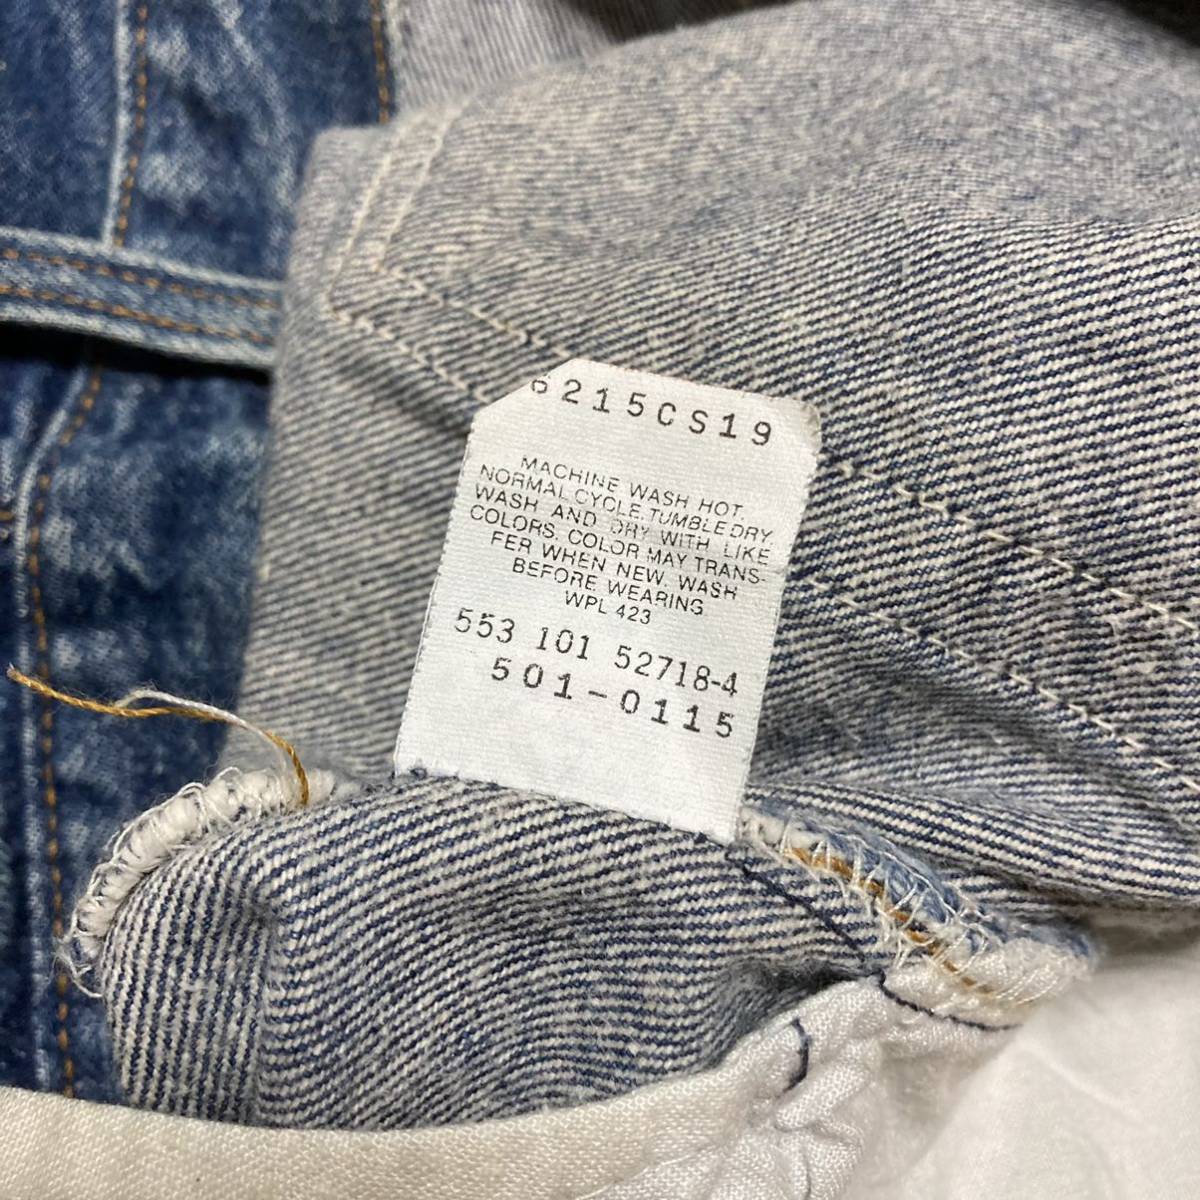 6215CS19
MACHINE WASH HOT
NORMAL CYCLE. TUMBLE DRY.
WASH AND DRY WITH LIKE
COLORS. COLOR MAY TRANS-
FER WHEN NEW. WASH
BEFORE WEARING
WPL 423
553 101 52718-4
501-0115